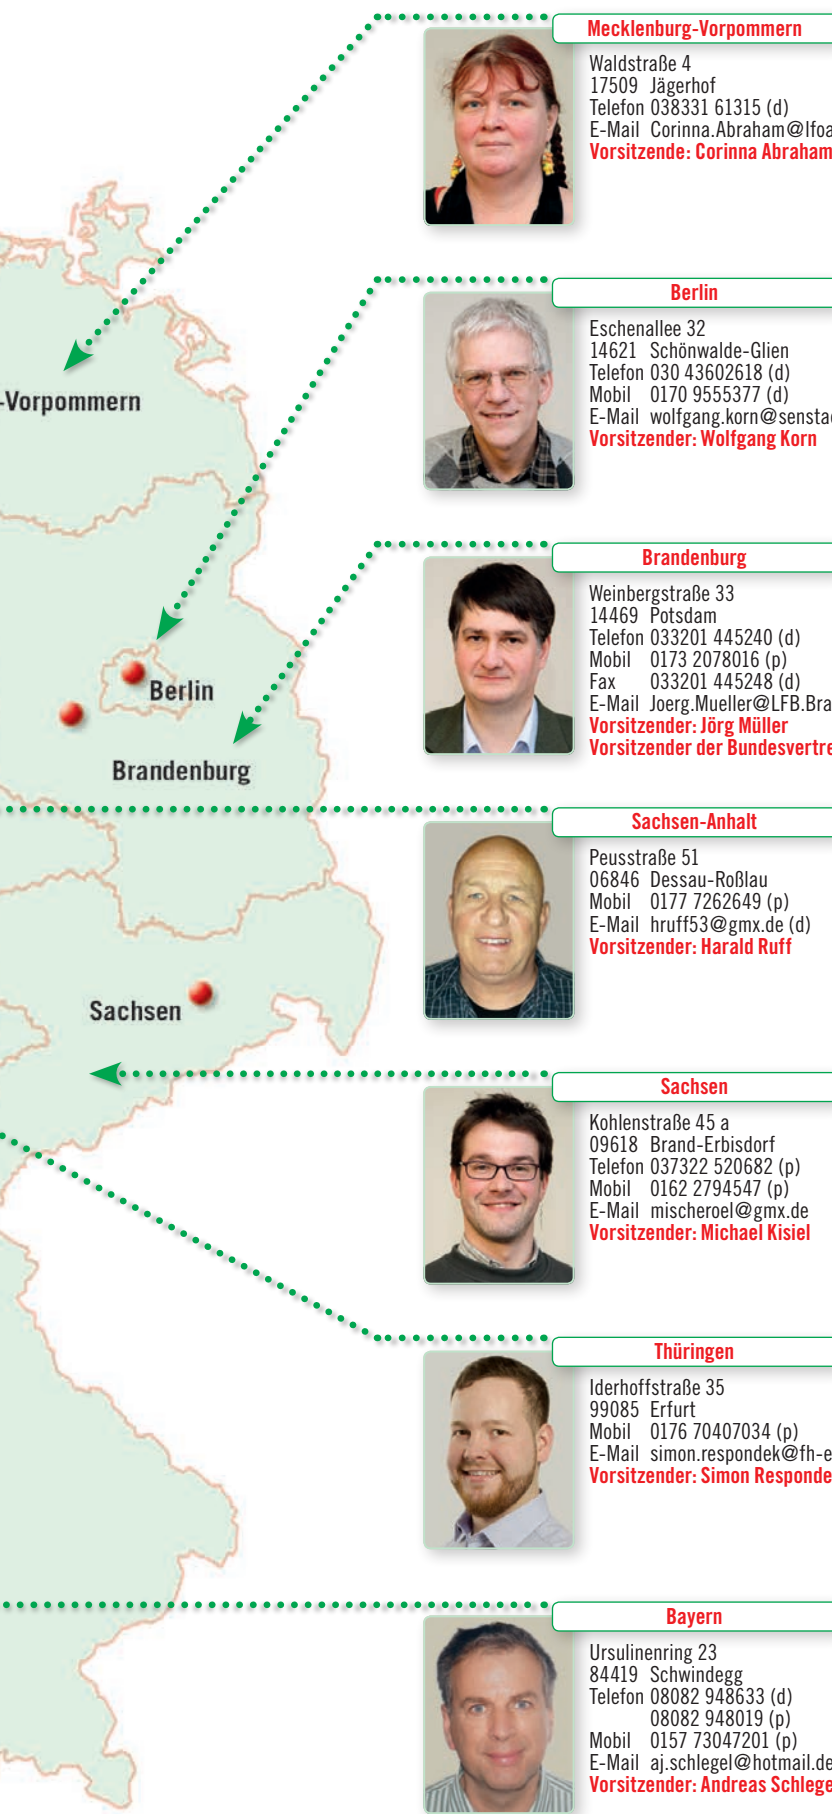 Mecklenburg-Vorpommern
Waldstraße 4
17509 Jägerhof
Telefon 038331 61315 (d)
E-Mail Corinna.Abraham@lfoa
Vorsitzende: Corinna Abraham
-Vorpommern
Berlin
Eschenallee 32
14621 Schönwalde-Glien
Telefon 030 43602618 (d)
Mobil 0170 9555377 (d)
E-Mail wolfgang.korn@senstad
Vorsitzender: Wolfgang Korn
Berlin
Brandenburg
Brandenburg
Weinbergstraße 33
14469 Potsdam
Telefon 033201 445240 (d)
Mobil 0173 2078016 (p)
Fax 033201 445248 (d)
E-Mail Joerg.Mueller@LFB.Bra
Vorsitzender: Jörg Müller
Vorsitzender der Bundesvertre
Sachsen-Anhalt
Peusstraße 51
06846 Dessau-Roßlau
Mobil 0177 7262649 (p)
E-Mail hruff53@gmx.de (d)
Vorsitzender: Harald Ruff
Sachsen
Sachsen
Kohlenstraße 45 a
09618 Brand-Erbisdorf
Telefon 037322 520682 (p)
Mobil 0162 2794547 (p)
E-Mail mischeroel@gmx.de
Vorsitzender: Michael Kisiel
Thüringen
Iderhoffstraße 35
99085 Erfurt
Mobil 0176 70407034 (p)
E-Mail simon.respondek@fh-e
Vorsitzender: Simon Responde
Bayern
Ursulinenring 23
84419 Schwindegg
Telefon 08082 948633 (d)
08082 948019 (p)
Mobil 0157 73047201 (p)
E-Mail aj.schlegel@hotmail.de
Vorsitzender: Andreas Schlege